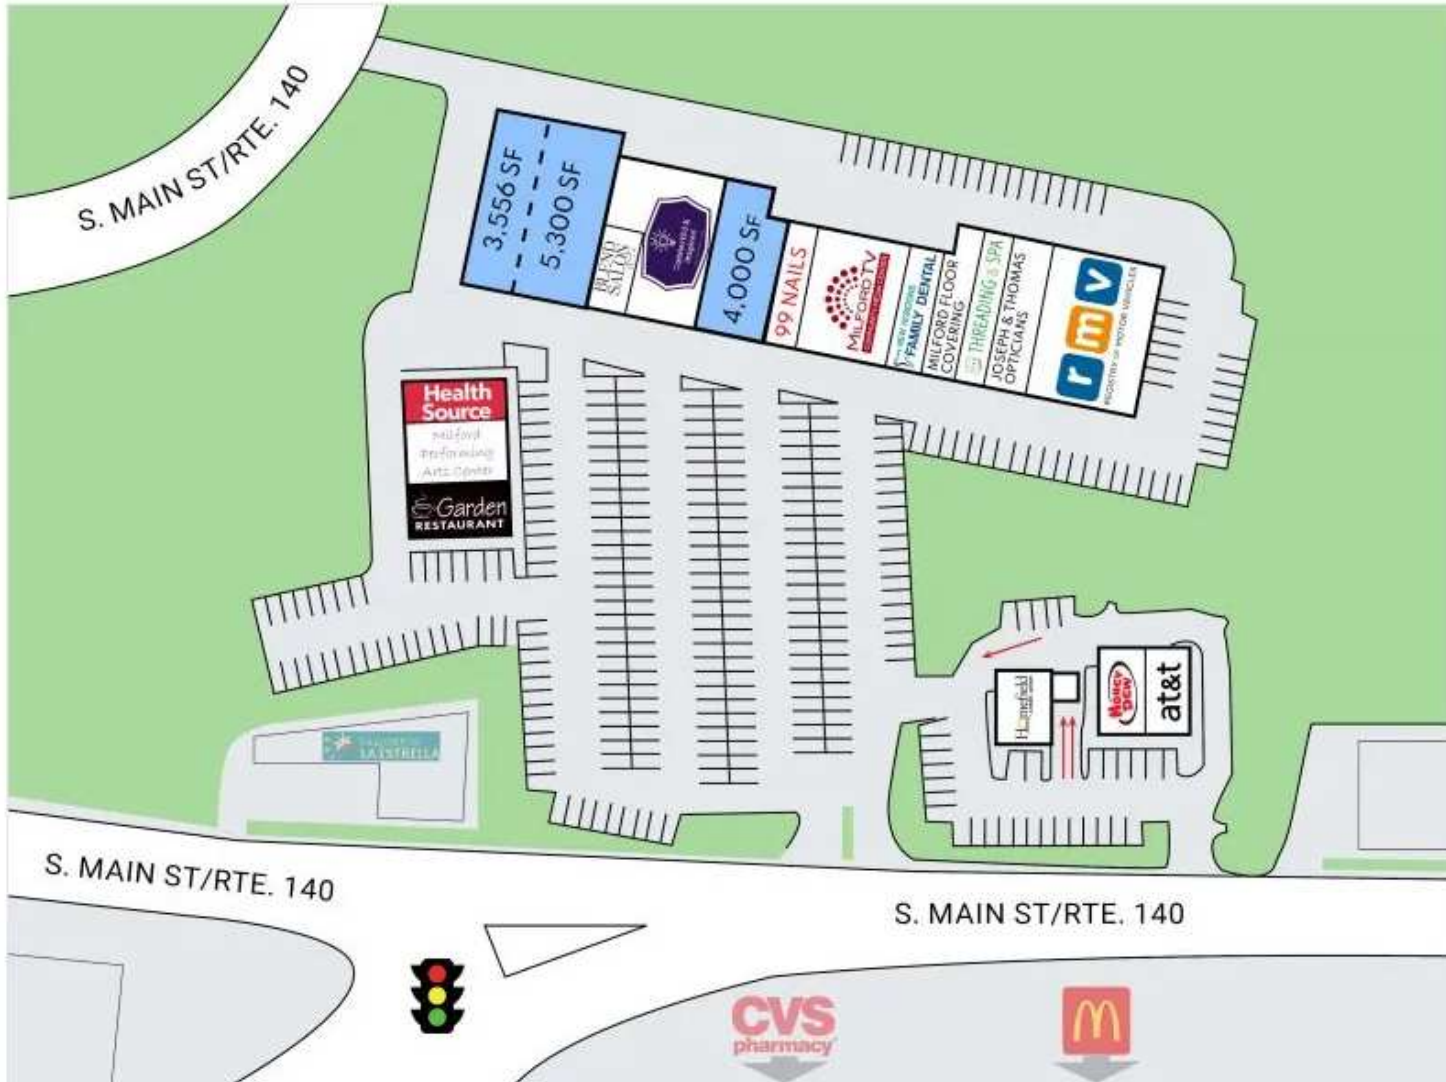 S. MAIN ST/RTE. 140
3,556 SF
5,300 SF
BLEND
SALON
4,000 SF
99 NAILS
MILFORD TV
NEW HORIZONS
FAMILY DENTAL
MILFORD FLOOR
COVERING
THREADING & SPA
JOSEPH & THOMAS
OPTICIANS
rmv
REGISTRY OF MOTOR VEHICLES
Health
Source
Milford
Performing
Arts Center
Garden
RESTAURANT
Homefield
HONEY
DEW
at&t
LA ESTRELLA
S. MAIN ST/RTE. 140
S. MAIN ST/RTE. 140
CVS
pharmacy